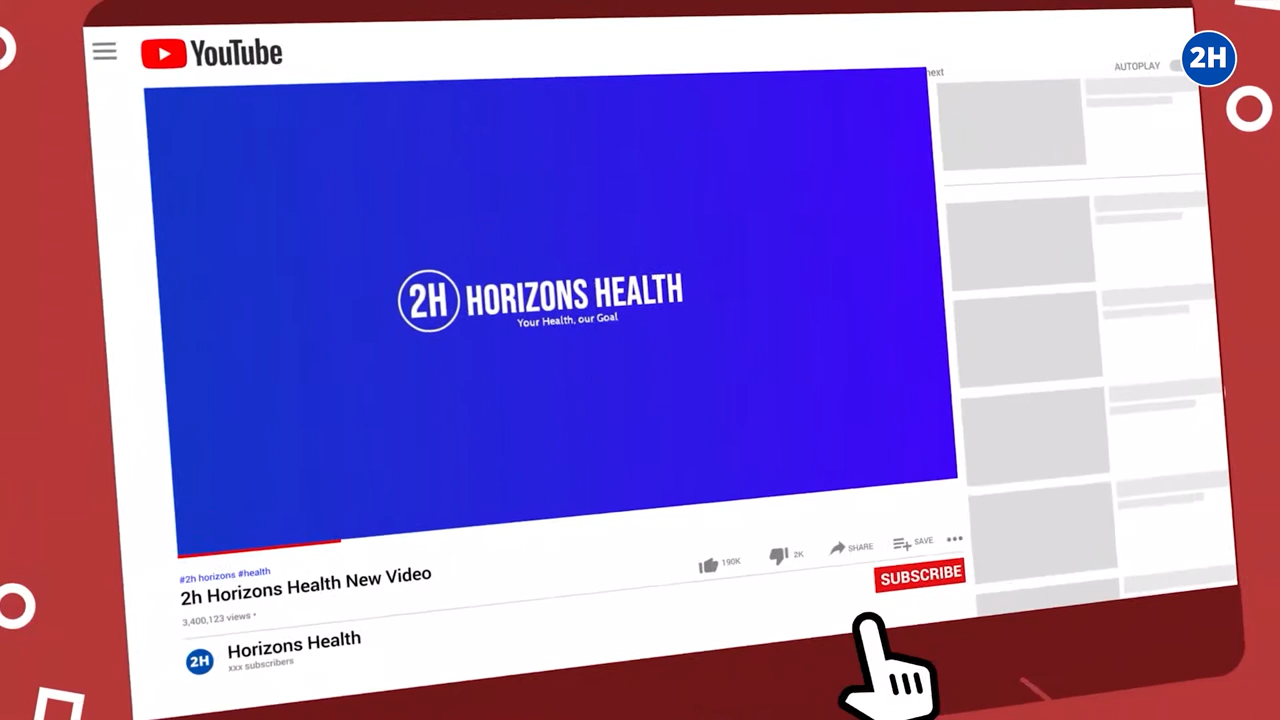 YouTube
next
AUTOPLAY
2H
2H HORIZONS HEALTH
Your Health, our Goal
#2h horizons #health
2h Horizons Health New Video
3,400,123 views •
190K
2K
SHARE
SAVE
SUBSCRIBE
2H
Horizons Health
xxx subscribers